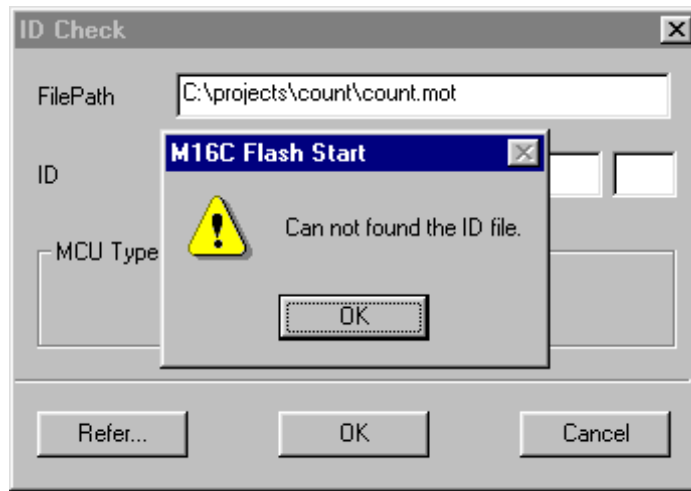 ID Check
FilePath
C:\projects\count\count.mot
M16C Flash Start
ID
Can not found the ID file.
MCU Type
OK
Refer...
OK
Cancel